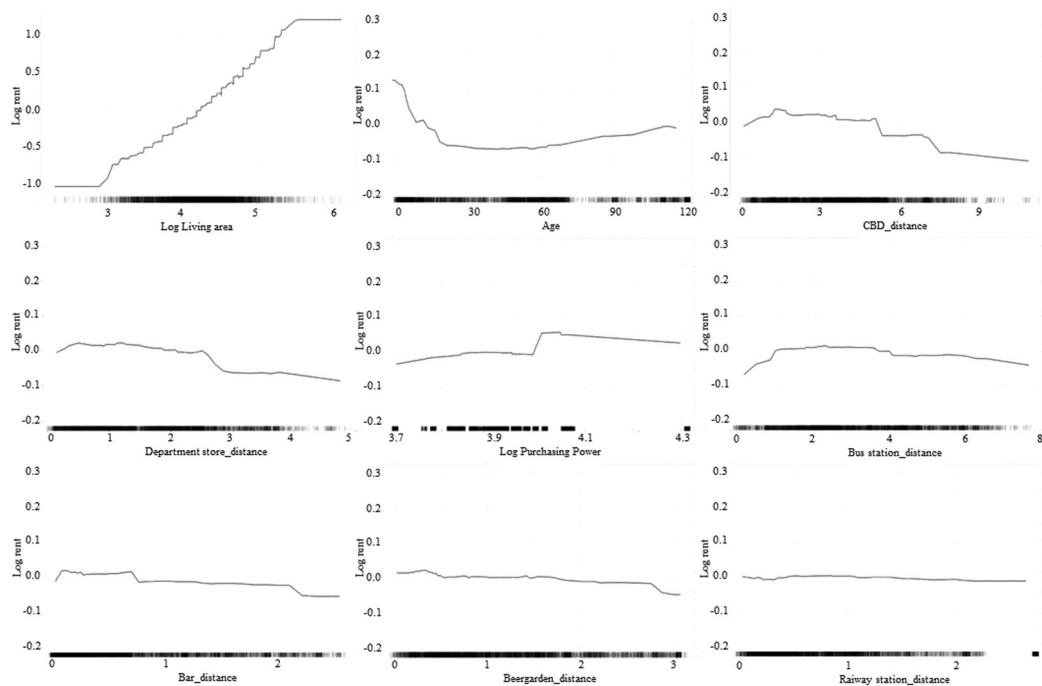 1.0
0.5
0.0
-0.5
-1.0
Log rent
3 4 5 6
Log Living area
0.3
0.2
0.1
0.0
-0.1
-0.2
Log rent
0 30 60 90 120
Age
0.3
0.2
0.1
0.0
-0.1
-0.2
Log rent
0 3 6 9
CBD_distance
0.3
0.2
0.1
0.0
-0.1
-0.2
Log rent
0 1 2 3 4 5
Department store_distance
0.3
0.2
0.1
0.0
-0.1
-0.2
Log rent
3.7 3.9 4.1 4.3
Log Purchasing Power
0.3
0.2
0.1
0.0
-0.1
-0.2
Log rent
0 2 4 6 8
Bus station_distance
0.3
0.2
0.1
0.0
-0.1
-0.2
Log rent
0 1 2
Bar_distance
0.3
0.2
0.1
0.0
-0.1
-0.2
Log rent
0 1 2 3
Beergarden_distance
0.3
0.2
0.1
0.0
-0.1
-0.2
Log rent
0 1 2
Raiway station_distance